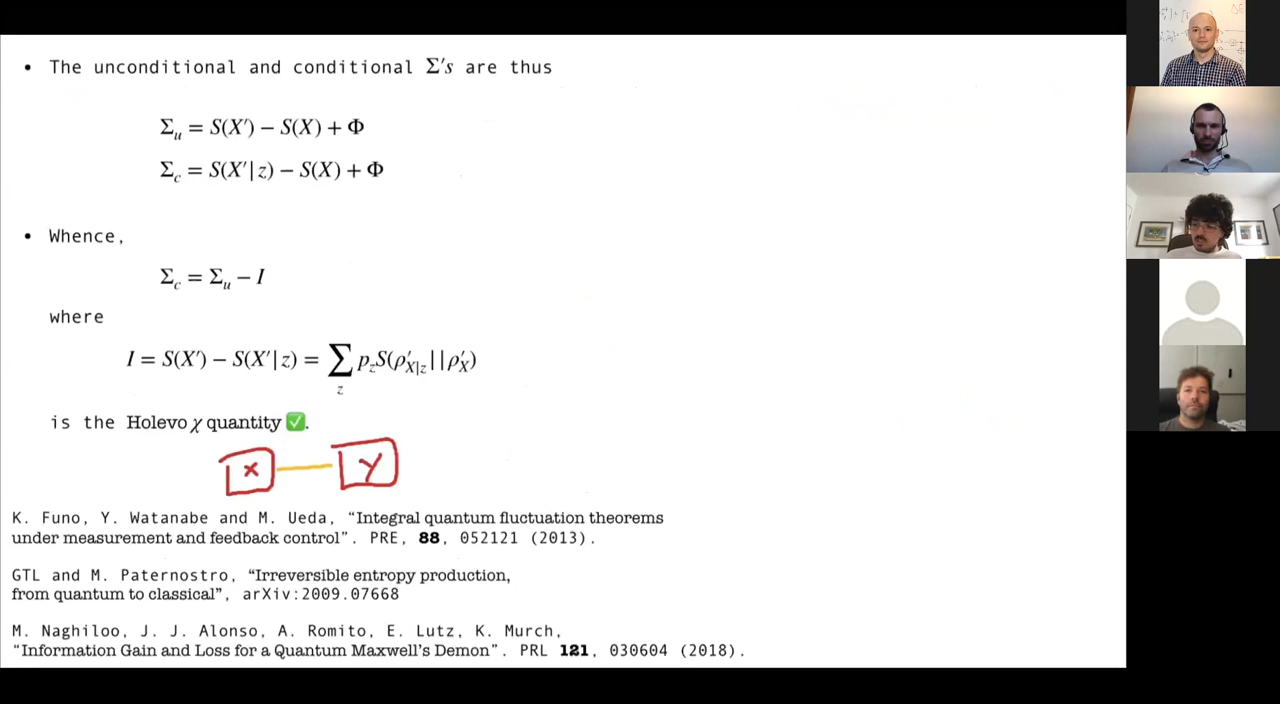 • The unconditional and conditional Σ's are thus
Σᵤ = S(X′) − S(X) + Φ
Σ_c = S(X′|z) − S(X) + Φ
• Whence,
Σ_c = Σᵤ − I
where
I = S(X′) − S(X′|z) = ∑_z p_z S(ρ′_{X|z}||ρ′_X)
is the Holevo χ quantity ✅.
X Y
K. Funo, Y. Watanabe and M. Ueda, “Integral quantum fluctuation theorems
under measurement and feedback control”. PRE, 88, 052121 (2013).
GTL and M. Paternostro, “Irreversible entropy production,
from quantum to classical”, arXiv:2009.07668
M. Naghiloo, J. J. Alonso, A. Romito, E. Lutz, K. Murch,
“Information Gain and Loss for a Quantum Maxwell’s Demon”. PRL 121, 030604 (2018).